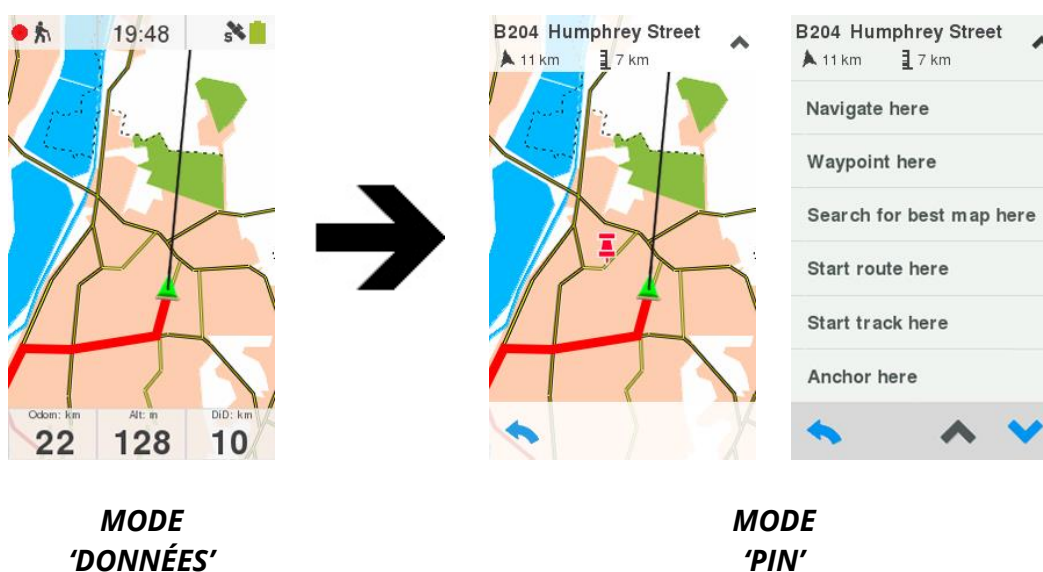 19:48
S
Odom: km
Alt: m
DiD: km
22
128
10
B204 Humphrey Street
11 km
7 km
B204 Humphrey Street
11 km
7 km
Navigate here
Waypoint here
Search for best map here
Start route here
Start track here
Anchor here
MODE
‘DONNÉES’
MODE
‘PIN’